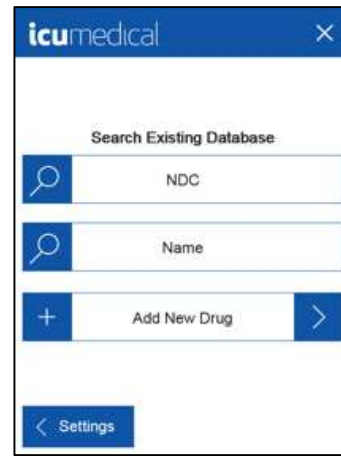 icumedical
Search Existing Database
NDC
Name
Add New Drug
Settings